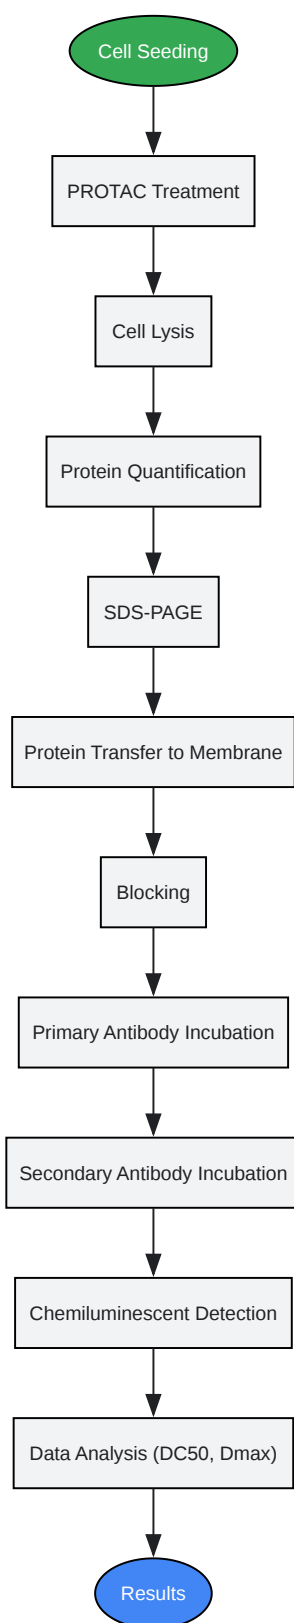 Cell Seeding
PROTAC Treatment
Cell Lysis
Protein Quantification
SDS-PAGE
Protein Transfer to Membrane
Blocking
Primary Antibody Incubation
Secondary Antibody Incubation
Chemiluminescent Detection
Data Analysis (DC50, Dmax)
Results